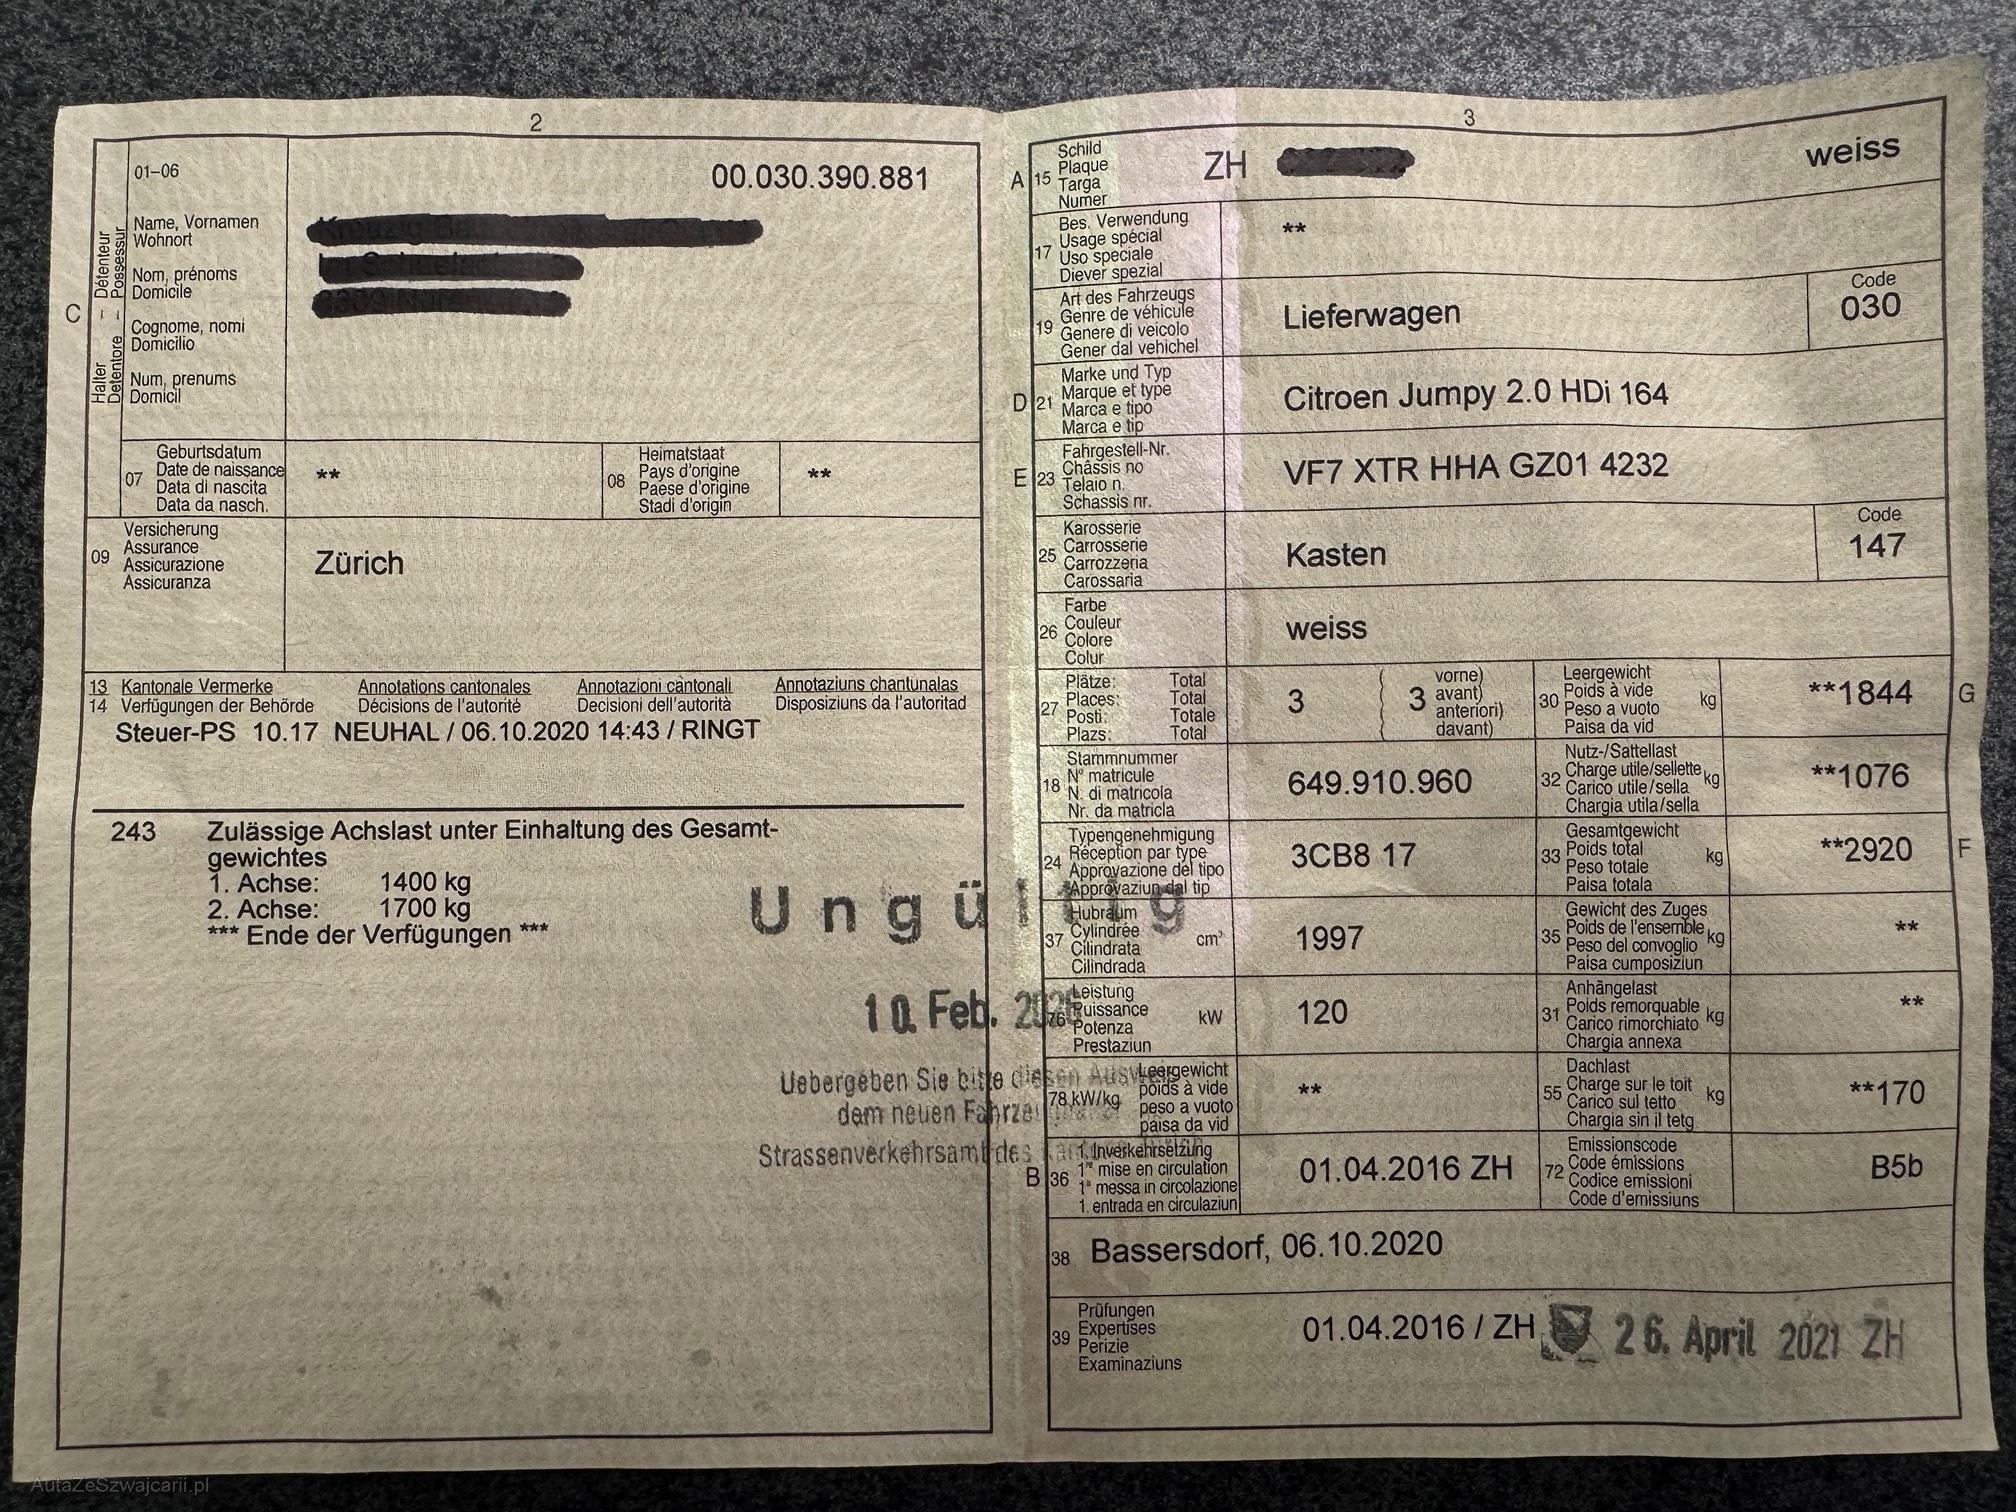 2
01–06
00.030.390.881
Name, Vornamen
Wohnort
Nom, prénoms
Domicile
Cognome, nomi
Domicilio
Num, prenums
Domicil
C
Halter – Détenteur
Detentore – Possessur
07
Geburtsdatum
Date de naissance
Data di nascita
Data da nasch.
**
08
Heimatstaat
Pays d'origine
Paese d'origine
Stadi d'origin
**
09
Versicherung
Assurance
Assicurazione
Assicuranza
Zürich
13 Kantonale Vermerke Annotations cantonales Annotazioni cantonali Annotaziuns chantunalas
14 Verfügungen der Behörde Décisions de l'autorité Decisioni dell'autorità Disposiziuns da l'autoritad
Steuer-PS 10.17 NEUHAL / 06.10.2020 14:43 / RINGT
243 Zulässige Achslast unter Einhaltung des Gesamt-
gewichtes
1. Achse: 1400 kg
2. Achse: 1700 kg
*** Ende der Verfügungen ***
Ungültig
10. Feb. 2026
Uebergeben Sie bitte diesen Ausweis
dem neuen
Strassenverkehrsamt des
3
A 15
Schild
Plaque
Targa
Numer
ZH
weiss
17
Bes. Verwendung
Usage spécial
Uso speciale
Diever spezial
**
19
Art des Fahrzeugs
Genre de véhicule
Genere di veicolo
Gener dal vehichel
Lieferwagen
Code
030
D 21
Marke und Typ
Marque et type
Marca e tipo
Marca e tip
Citroen Jumpy 2.0 HDi 164
E 23
Fahrgestell-Nr.
Châssis no
Telaio n.
Schassis nr.
VF7 XTR HHA GZ01 4232
25
Karosserie
Carrosserie
Carrozzeria
Carossaria
Kasten
Code
147
26
Farbe
Couleur
Colore
Colur
weiss
27
Plätze: Total
Places: Total
Posti: Totale
Plazs: Total
3
3
vorne)
avant)
anteriori)
davant)
30
Leergewicht
Poids à vide
Peso a vuoto
Paisa da vid
kg
**1844
G
18
Stammnummer
N° matricule
N. di matricola
Nr. da matricla
649.910.960
32
Nutz-/Sattellast
Charge utile/sellette
Carico utile/sella
Chargia utila/sella
kg
**1076
24
Typengenehmigung
Réception par type
Approvazione del tipo
Approvaziun dal tip
3CB8 17
33
Gesamtgewicht
Poids total
Peso totale
Paisa totala
kg
**2920
F
37
Hubraum
Cylindrée
Cilindrata
Cilindrada
cm³
1997
35
Gewicht des Zuges
Poids de l'ensemble
Peso del convoglio
Paisa cumposiziun
kg
**
76
Leistung
Puissance
Potenza
Prestaziun
kW
120
31
Anhängelast
Poids remorquable
Carico rimorchiato
Chargia annexa
kg
**
78 kW/kg
Leergewicht
poids à vide
peso a vuoto
paisa da vid
**
55
Dachlast
Charge sur le toit
Carico sul tetto
Chargia sin il tetg
kg
**170
B 36
1. Inverkehrsetzung
1re mise en circulation
1a messa in circolazione
1. entrada en circulaziun
01.04.2016 ZH
72
Emissionscode
Code émissions
Codice emissioni
Code d'emissiuns
B5b
38 Bassersdorf, 06.10.2020
39
Prüfungen
Expertises
Perizie
Examinaziuns
01.04.2016 / ZH
26. April 2021 ZH
AutaZeSzwajcarii.pl